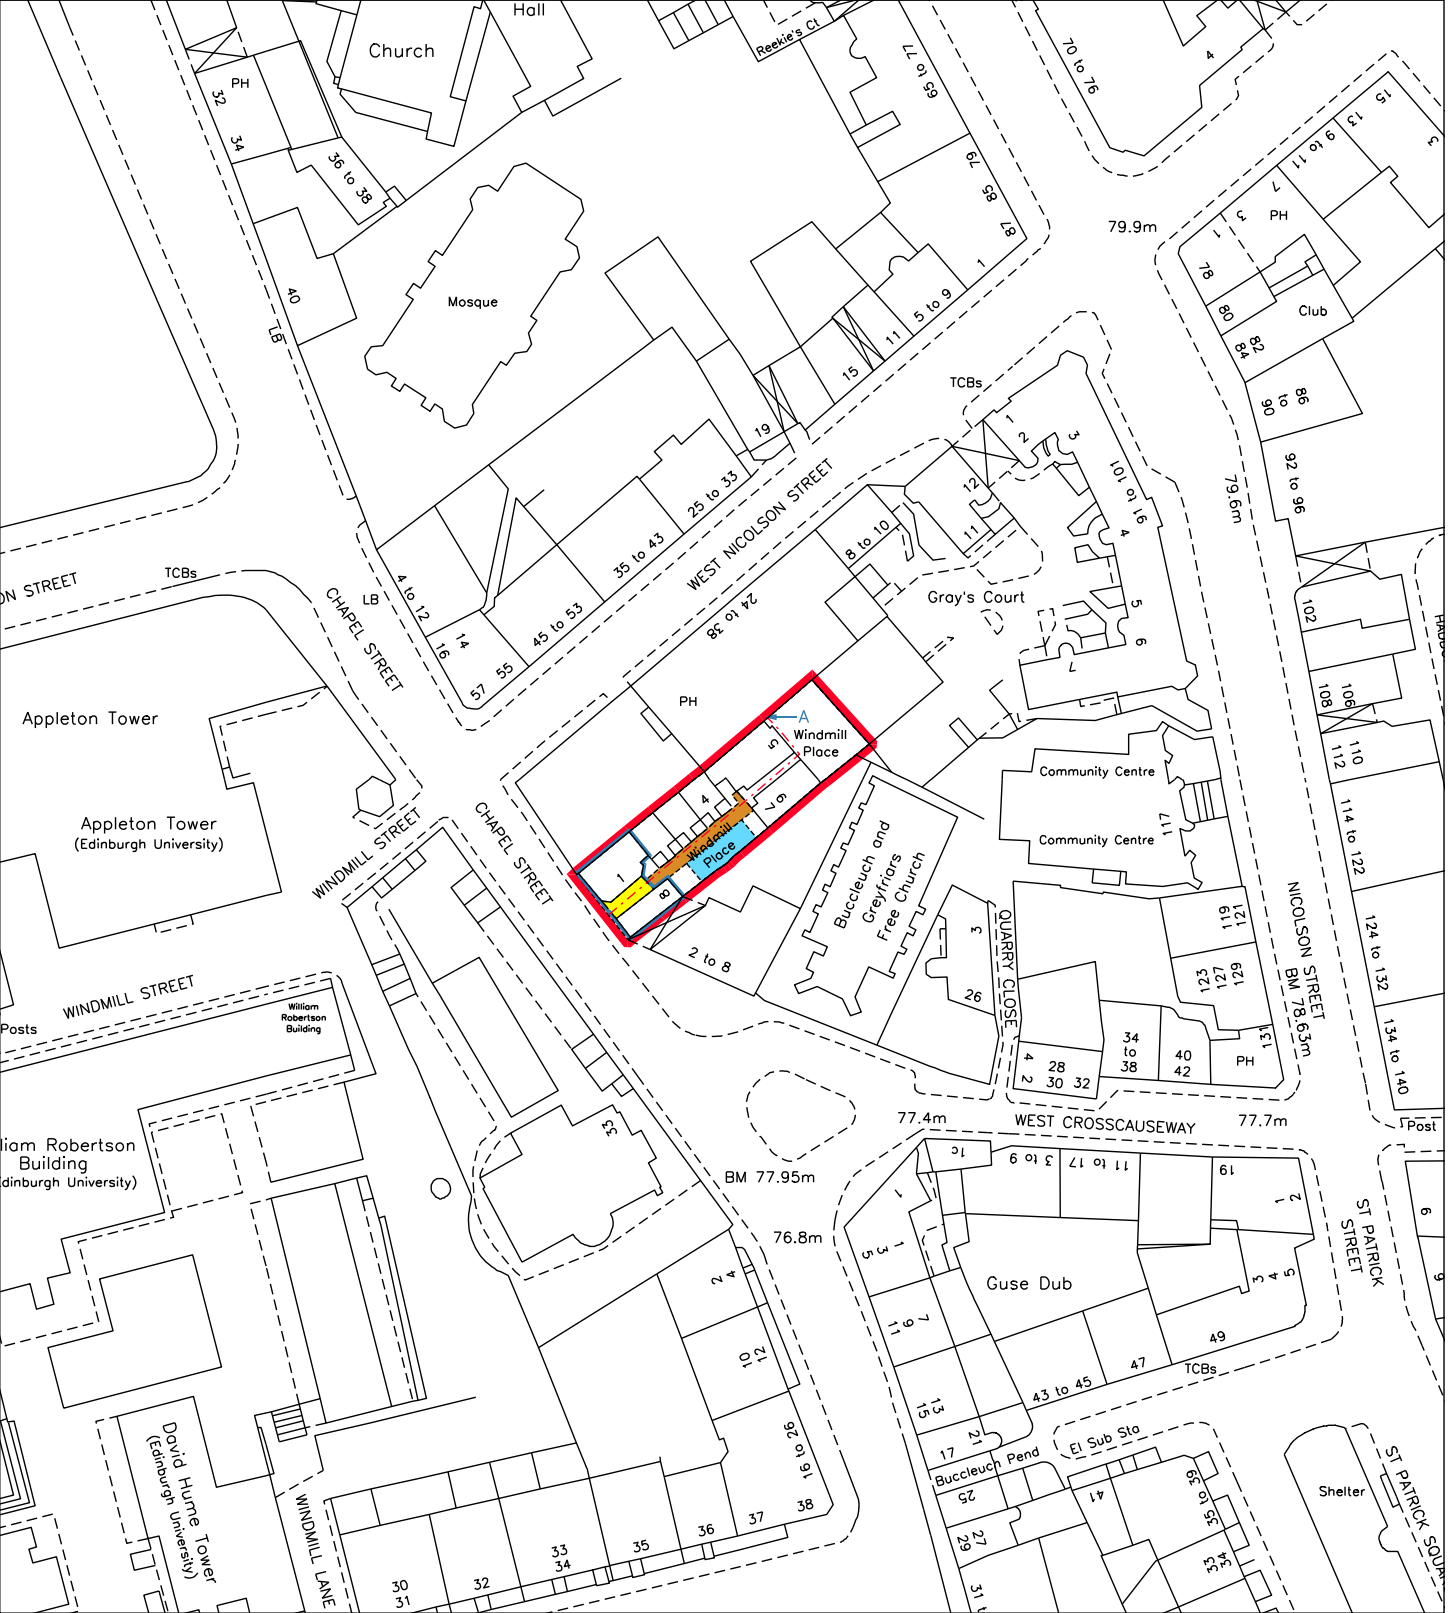 Hall
Church
Reekie's Ct
65 to 77
70 to 76
4
15
13
9 to 11
3
PH
32
34
36 to 38
79
85
87
7
3
1
PH
79.9m
78
80
82
84
Club
Mosque
40
LB
1
5 to 9
11
15
19
TCBs
86
to
90
1
2
3
92 to 96
25 to 33
35 to 43
45 to 53
55
57
WEST NICOLSON STREET
12
11
8 to 10
91 to 101
4
79.6m
ON STREET
TCBs
CHAPEL STREET
LB
4 to 12
14
16
24 to 38
Gray's Court
5
6
7
102
106
108
110
112
Appleton Tower
PH
A
Windmill
Place
5
Community Centre
Community Centre
117
114 to 122
Appleton Tower
(Edinburgh University)
WINDMILL STREET
CHAPEL STREET
4
6
7
Windmill
Place
1
8
2 to 8
Buccleuch and
Greyfriars
Free Church
3
26
QUARRY CLOSE
119
121
123
127
129
131
NICOLSON STREET
BM 78.63m
124 to 132
134 to 140
WINDMILL STREET
Posts
William
Robertson
Building
34
to
38
40
42
PH
4
2
28
30
32
77.4m
WEST CROSSCAUSEWAY
77.7m
Post
liam Robertson
Building
dinburgh University)
33
BM 77.95m
76.8m
1c
3 to 9
11 to 17
19
1
2
1
3
5
ST PATRICK
STREET
6
9
2
4
Guse Dub
3
4
5
7
9
11
10
12
49
47
43 to 45
TCBs
13
15
17
21
16 to 26
Buccleuch Pend
El Sub Sta
25
27
29
31 t
41
35 to 39
34
33
Shelter
ST PATRICK SQUA
David Hume Tower
(Edinburgh University)
WINDMILL LANE
30
31
32
33
34
35
36
37
38